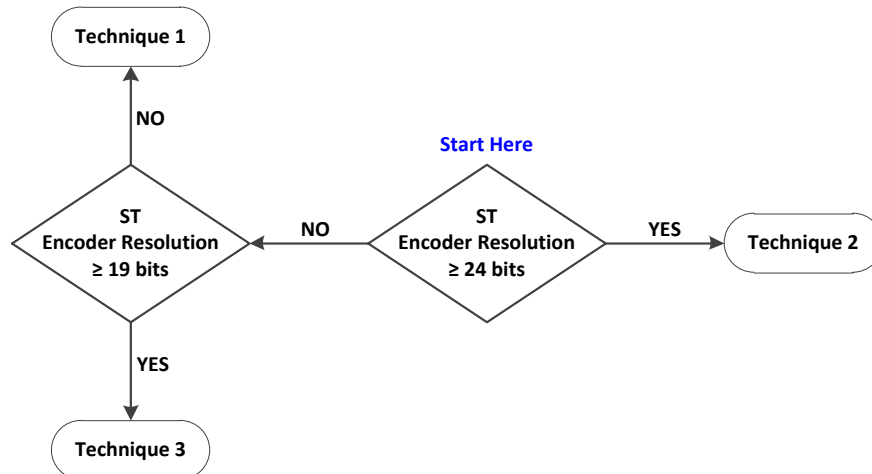 Technique 1
NO
Start Here
ST
Encoder Resolution
≥ 19 bits
NO
ST
Encoder Resolution
≥ 24 bits
YES
Technique 2
YES
Technique 3